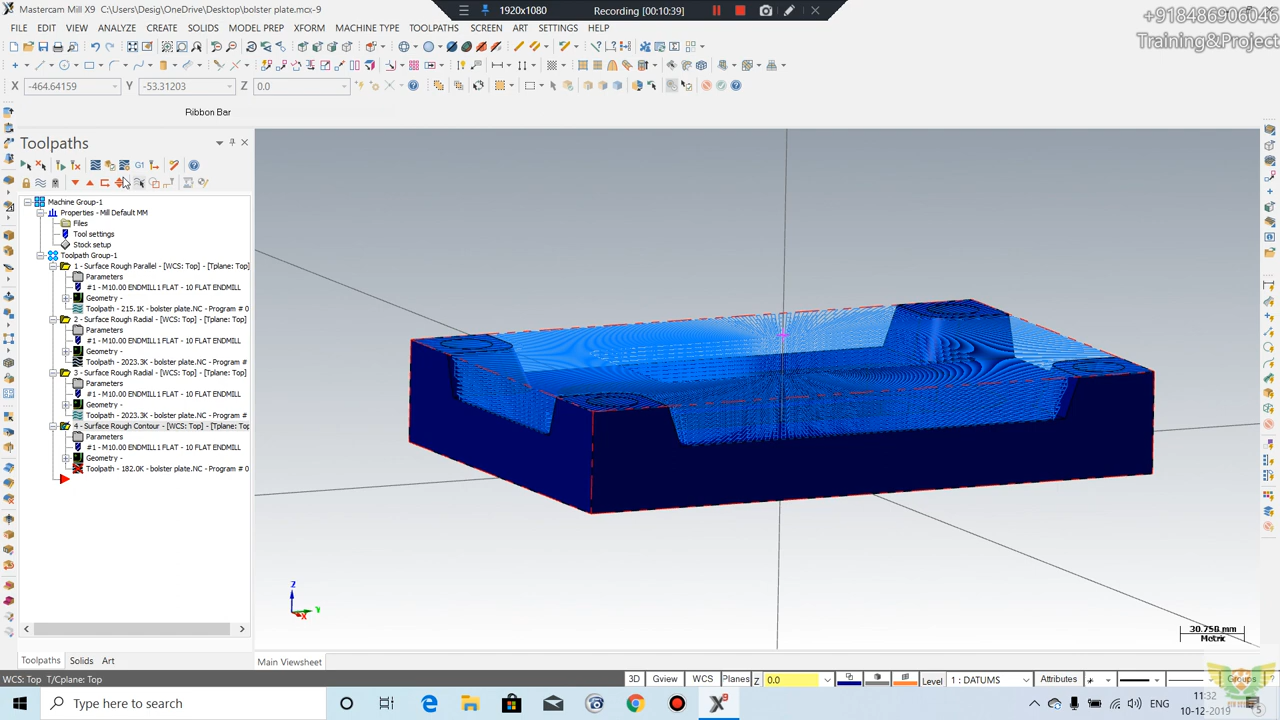 Mastercam Mill X9 C:\Users\Desig\OneDrive\Desktop\bolster plate.mcx-9
1920x1080
Recording [00:10:39]
+918486906046
Training&Project
FILE EDIT VIEW ANALYZE CREATE SOLIDS MODEL PREP XFORM MACHINE TYPE TOOLPATHS SCREEN ART SETTINGS HELP
X -464.64159 Y -53.31203 Z 0.0
Ribbon Bar
Toolpaths
G1
Machine Group-1
Properties - Mill Default MM
Files
Tool settings
Stock setup
Toolpath Group-1
1 - Surface Rough Parallel - [WCS: Top] - [Tplane: Top]
Parameters
#1 - M10.00 ENDMILL1 FLAT - 10 FLAT ENDMILL
Geometry -
Toolpath - 215.1K - bolster plate.NC - Program # 0
2 - Surface Rough Radial - [WCS: Top] - [Tplane: Top]
Parameters
#1 - M10.00 ENDMILL1 FLAT - 10 FLAT ENDMILL
Geometry -
Toolpath - 2023.3K - bolster plate.NC - Program #
3 - Surface Rough Radial - [WCS: Top] - [Tplane: Top]
Parameters
#1 - M10.00 ENDMILL1 FLAT - 10 FLAT ENDMILL
Geometry -
Toolpath - 2023.3K - bolster plate.NC - Program #
4 - Surface Rough Contour - [WCS: Top] - [Tplane: Top
Parameters
#1 - M10.00 ENDMILL1 FLAT - 10 FLAT ENDMILL
Geometry -
Toolpath - 182.0K - bolster plate.NC - Program # 0
Z
Y
X
30.750 mm
Metric
Toolpaths Solids Art
Main Viewsheet
WCS: Top T/Cplane: Top
3D Gview WCS Planes Z 0.0 Level 1 : DATUMS Attributes Groups ?
Type here to search
X9
ENG
11:32
10-12-2019
5